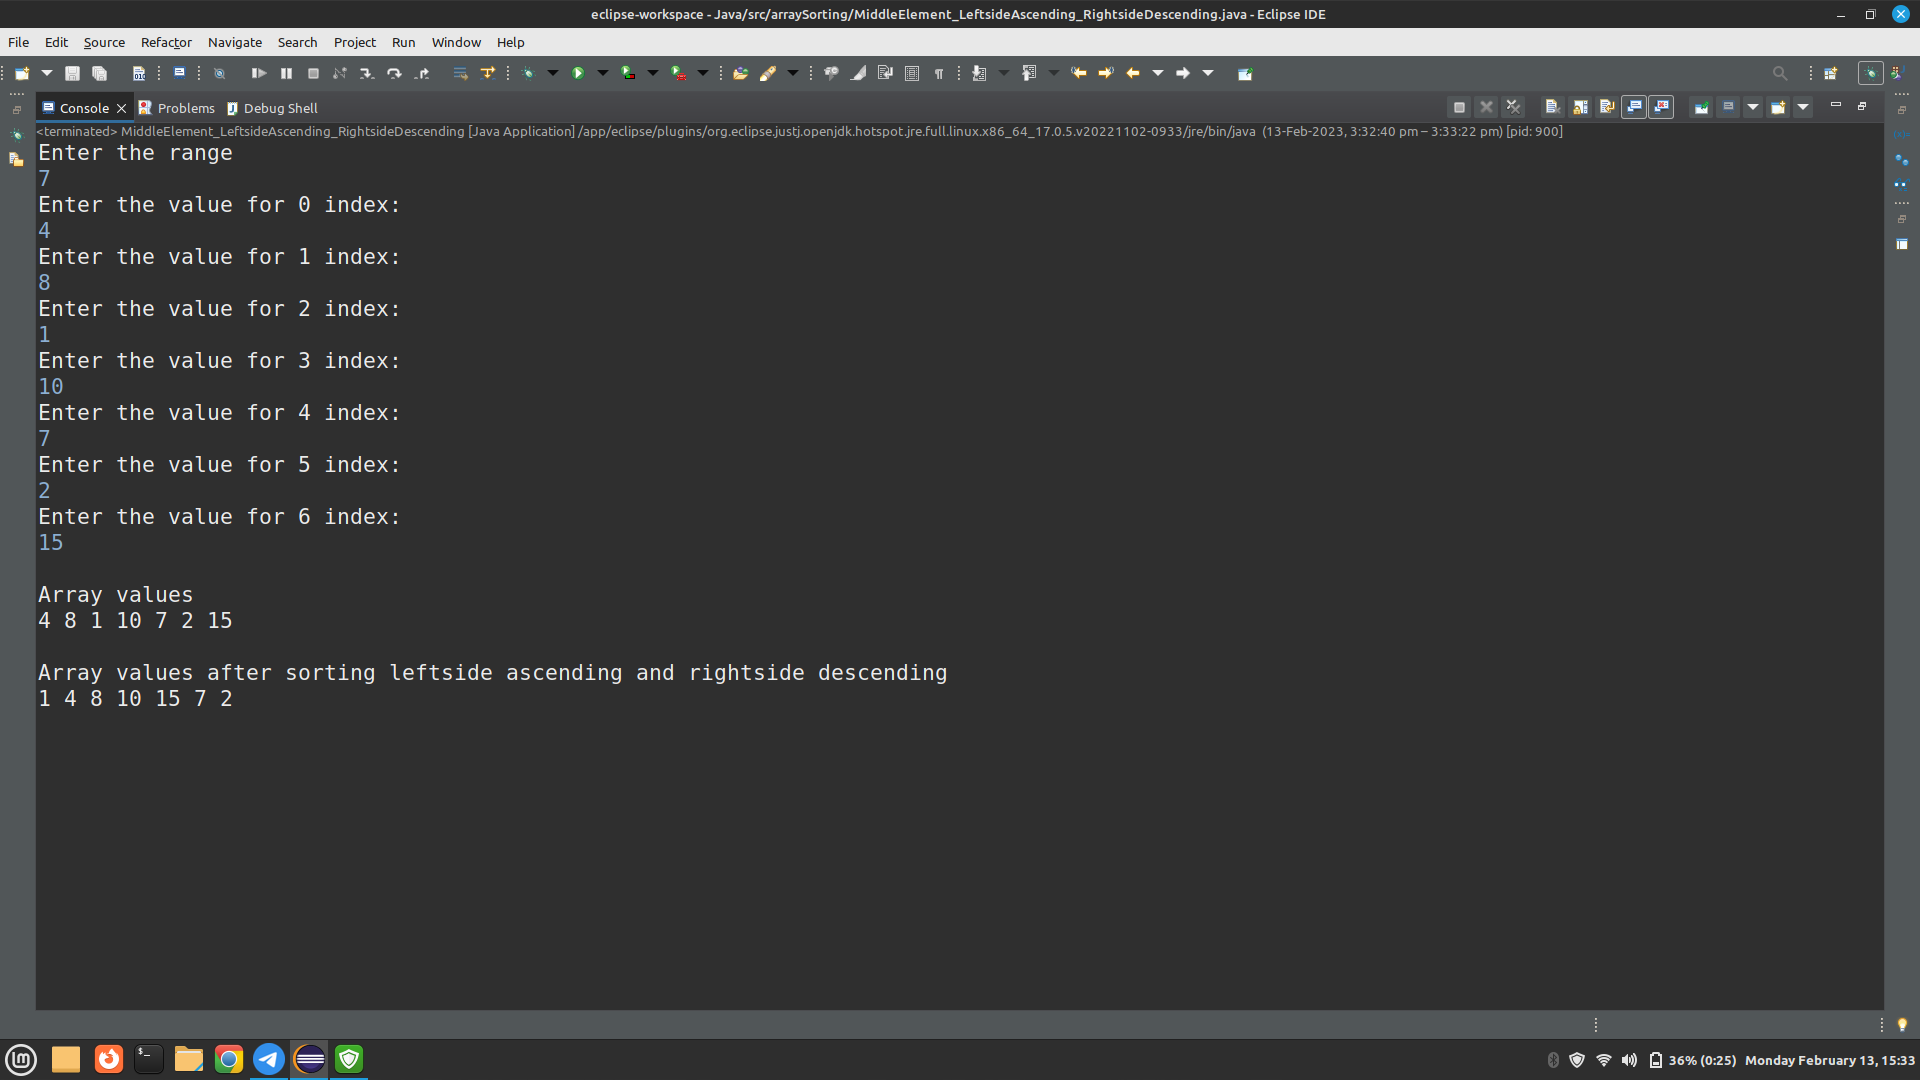 eclipse-workspace - Java/src/arraySorting/MiddleElement_LeftsideAscending_RightsideDescending.java - Eclipse IDE
File Edit Source Refactor Navigate Search Project Run Window Help
Console Problems Debug Shell
<terminated> MiddleElement_LeftsideAscending_RightsideDescending [Java Application] /app/eclipse/plugins/org.eclipse.justj.openjdk.hotspot.jre.full.linux.x86_64_17.0.5.v20221102-0933/jre/bin/java (13-Feb-2023, 3:32:40 pm – 3:33:22 pm) [pid: 900]
Enter the range
7
Enter the value for 0 index:
4
Enter the value for 1 index:
8
Enter the value for 2 index:
1
Enter the value for 3 index:
10
Enter the value for 4 index:
7
Enter the value for 5 index:
2
Enter the value for 6 index:
15
Array values
4 8 1 10 7 2 15
Array values after sorting leftside ascending and rightside descending
1 4 8 10 15 7 2
36% (0:25) Monday February 13, 15:33